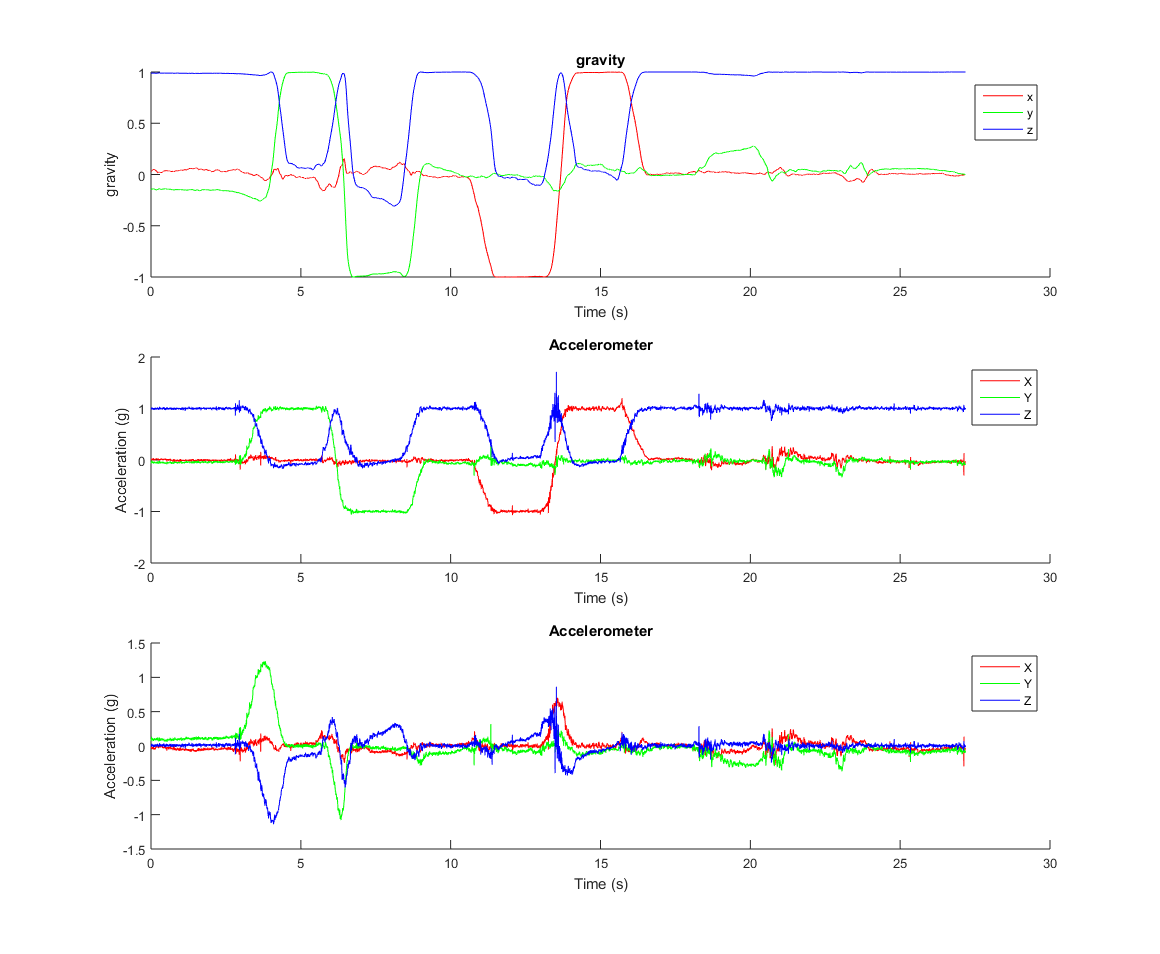 gravity
1
0.5
0
-0.5
-1
gravity
0 5 10 15 20 25 30
Time (s)
x
y
z
Accelerometer
2
1
0
-1
-2
Acceleration (g)
0 5 10 15 20 25 30
Time (s)
X
Y
Z
Accelerometer
1.5
1
0.5
0
-0.5
-1
-1.5
Acceleration (g)
0 5 10 15 20 25 30
Time (s)
X
Y
Z